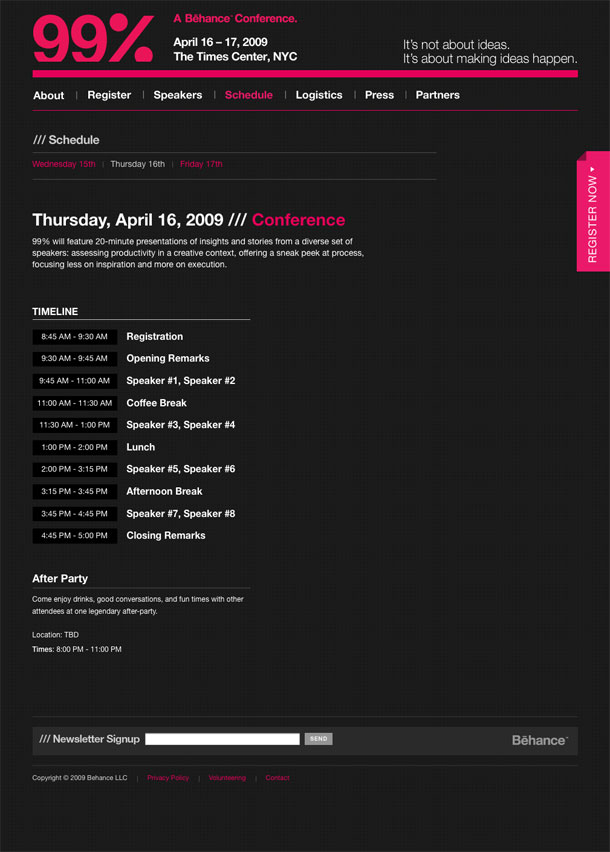 99%
A Bēhance™ Conference.
April 16 – 17, 2009
The Times Center, NYC
It's not about ideas.
It's about making ideas happen.
About | Register | Speakers | Schedule | Logistics | Press | Partners
/// Schedule
Wednesday 15th | Thursday 16th | Friday 17th
REGISTER NOW
Thursday, April 16, 2009 /// Conference
99% will feature 20-minute presentations of insights and stories from a diverse set of
speakers: assessing productivity in a creative context, offering a sneak peek at process,
focusing less on inspiration and more on execution.
TIMELINE
8:45 AM - 9:30 AM Registration
9:30 AM - 9:45 AM Opening Remarks
9:45 AM - 11:00 AM Speaker #1, Speaker #2
11:00 AM - 11:30 AM Coffee Break
11:30 AM - 1:00 PM Speaker #3, Speaker #4
1:00 PM - 2:00 PM Lunch
2:00 PM - 3:15 PM Speaker #5, Speaker #6
3:15 PM - 3:45 PM Afternoon Break
3:45 PM - 4:45 PM Speaker #7, Speaker #8
4:45 PM - 5:00 PM Closing Remarks
After Party
Come enjoy drinks, good conversations, and fun times with other
attendees at one legendary after-party.
Location: TBD
Times: 8:00 PM - 11:00 PM
/// Newsletter Signup SEND Bēhance™
Copyright © 2009 Behance LLC | Privacy Policy | Volunteering | Contact